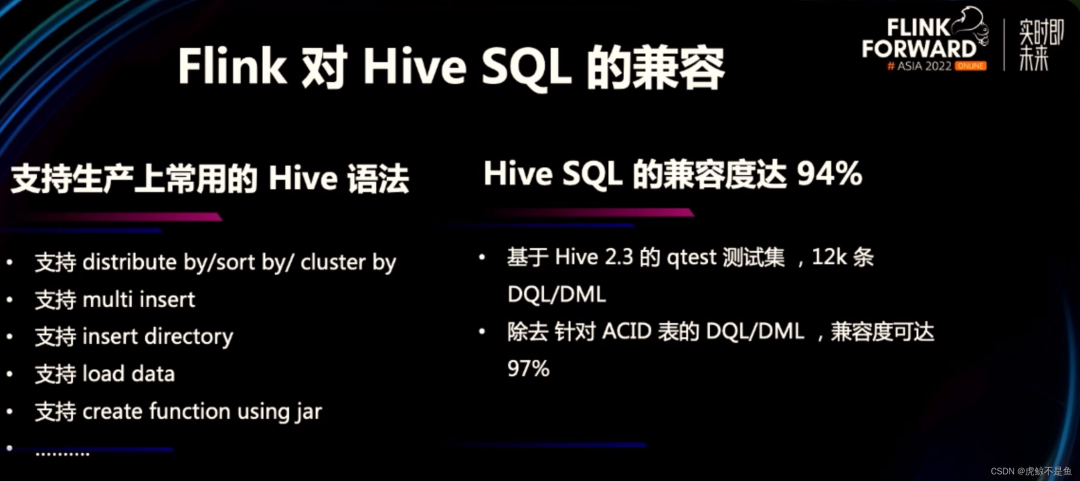 Flink 对 Hive SQL 的兼容
FLINK
FORWARD
# ASIA 2022 ONLINE
实时即
未来
支持生产上常用的 Hive 语法
• 支持 distribute by/sort by/ cluster by
• 支持 multi insert
• 支持 insert directory
• 支持 load data
• 支持 create function using jar
• ..........
Hive SQL 的兼容度达 94%
• 基于 Hive 2.3 的 qtest 测试集 ，12k 条
DQL/DML
• 除去 针对 ACID 表的 DQL/DML ，兼容度可达
97%
CSDN @虎鲸不是鱼